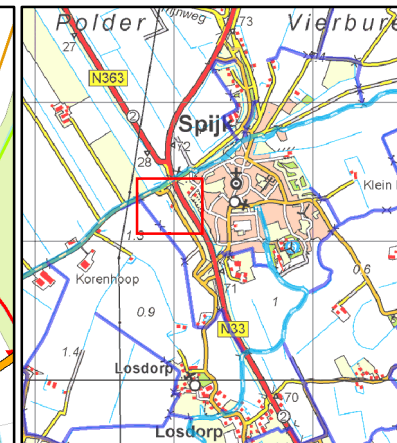 Polder
Vierbure
73
27
N363
2
Spijk
72
28
Klein
1.3
Korenhoop
0.6
71
0.9
1
N33
1.4
Losdorp
70
2
Losdorp